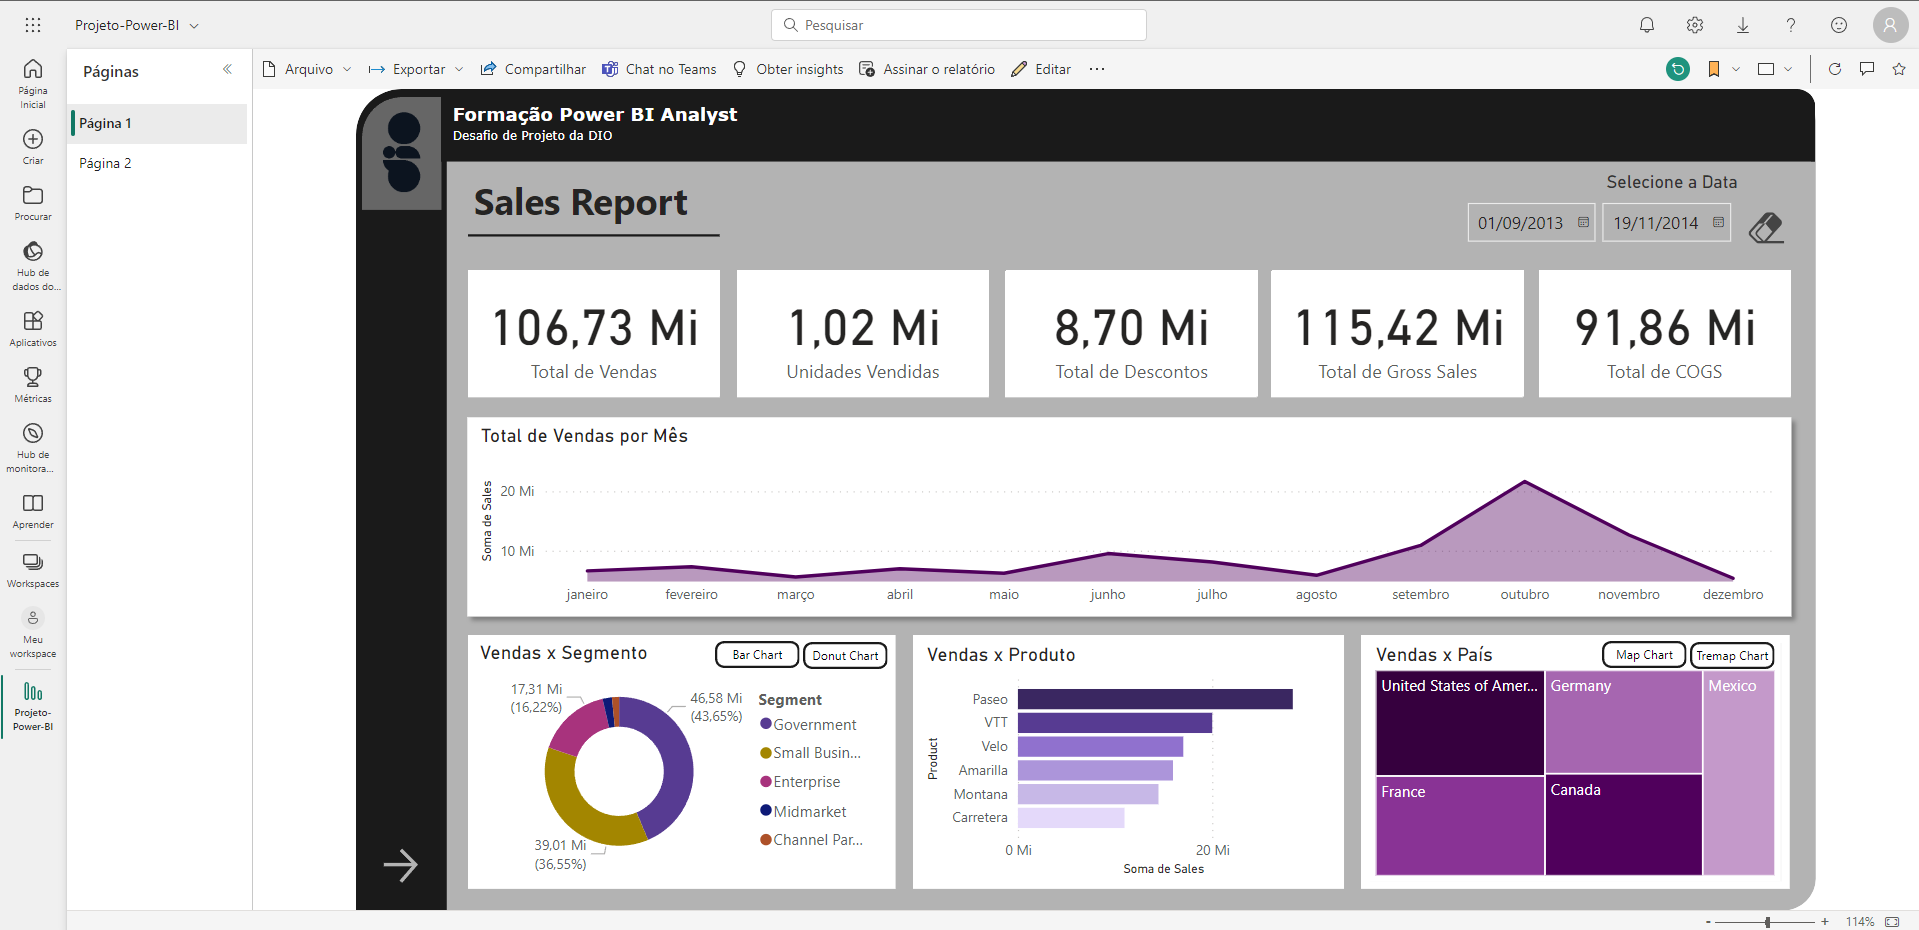 Projeto-Power-BI
Pesquisar
Página
Inicial
Criar
Procurar
Hub de
dados do...
Aplicativos
Métricas
Hub de
monitora...
Aprender
Workspaces
Meu
workspace
Projeto-
Power-BI
Páginas
Página 1
Página 2
Arquivo
Exportar
Compartilhar
Chat no Teams
Obter insights
Assinar o relatório
Editar
Formação Power BI Analyst
Desafio de Projeto da DIO
Sales Report
Selecione a Data
01/09/2013
19/11/2014
106,73 Mi
Total de Vendas
1,02 Mi
Unidades Vendidas
8,70 Mi
Total de Descontos
115,42 Mi
Total de Gross Sales
91,86 Mi
Total de COGS
Total de Vendas por Mês
Soma de Sales
20 Mi
10 Mi
janeiro fevereiro março abril maio junho julho agosto setembro outubro novembro dezembro
Vendas x Segmento
Bar Chart
Donut Chart
17,31 Mi
(16,22%)
46,58 Mi
(43,65%)
39,01 Mi
(36,55%)
Segment
Government
Small Busin...
Enterprise
Midmarket
Channel Par...
Vendas x Produto
Product
Paseo
VTT
Velo
Amarilla
Montana
Carretera
0 Mi 20 Mi
Soma de Sales
Vendas x País
Map Chart
Tremap Chart
United States of Amer...
Germany
Mexico
France
Canada
- + 114%